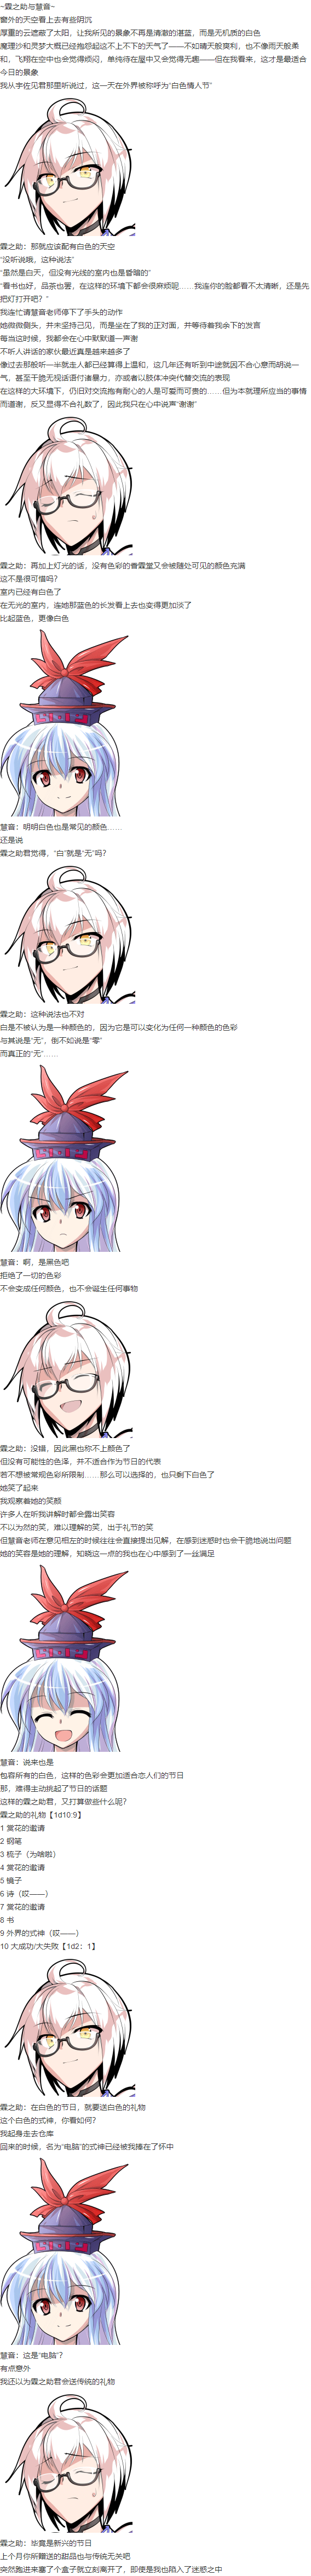 ~霖之助与慧音~
窗外的天空看上去有些阴沉
厚重的云遮蔽了太阳，让我所见的景象不再是清澈的湛蓝，而是无机质的白色
魔理沙和灵梦大概已经抱怨起这不上不下的天气了——不如晴天般爽利，也不像雨天般柔
和，飞翔在空中也会觉得烦闷，单纯待在屋中又会觉得无趣——但在我看来，这才是最适合
今日的景象
我从宇佐见君那里听说过，这一天在外界被称呼为“白色情人节”
霖之助：那就应该配有白色的天空
“没听说哦，这种说法”
“虽然是白天，但没有光线的室内也是昏暗的”
“看书也好，品茶也罢，在这样的环境下都会很麻烦呢……我连你的脸都看不太清晰，还是先
把灯打开吧？”
我连忙请慧音老师停下了手头的动作
她微微侧头，并未坚持己见，而是坐在了我的正对面，并等待着我余下的发言
每当这时候，我都会在心中默默道一声谢
不听人讲话的家伙最近真是越来越多了
像过去那般听一半就走人都已经算得上温和，这几年还有听到中途就因不合心意而胡说一
气，甚至干脆无视话语付诸暴力，亦或者以肢体冲突代替交流的表现
在这样的大环境下，仍旧对交流抱有耐心的人是可爱而可贵的……但为本就理所应当的事情
而道谢，反又显得不合礼数了，因此我只在心中说声“谢谢”
霖之助：再加上灯光的话，没有色彩的香霖堂又会被随处可见的颜色充满
这不是很可惜吗？
室内已经有白色了
在无光的室内，连她那蓝色的长发看上去也变得更加淡了
比起蓝色，更像白色
慧音：明明白色也是常见的颜色……
还是说
霖之助君觉得，“白”就是“无”吗？
霖之助：这种说法也不对
白是不被认为是一种颜色的，因为它是可以变化为任何一种颜色的色彩
与其说是“无”，倒不如说是“零”
而真正的“无”……
慧音：啊，是黑色吧
拒绝了一切的色彩
不会变成任何颜色，也不会诞生任何事物
霖之助：没错，因此黑也称不上颜色了
但没有可能性的色泽，并不适合作为节日的代表
若不想被常规色彩所限制……那么可以选择的，也只剩下白色了
她笑了起来
我观察着她的笑颜
许多人在听我讲解时都会露出笑容
不以为然的笑，难以理解的笑，出于礼节的笑
但慧音老师在意见相左的时候往往会直接提出见解，在感到迷惑时也会干脆地说出问题
她的笑容是她的理解，知晓这一点的我也在心中感到了一丝满足
慧音：说来也是
包容所有的白色，这样的色彩会更加适合恋人们的节日
那，难得主动挑起了节日的话题
这样的霖之助君，又打算做些什么呢？
霖之助的礼物【1d10:9】
1 赏花的邀请
2 钢笔
3 梳子（为啥啦）
4 赏花的邀请
5 镜子
6 诗（哎——）
7 赏花的邀请
8 书
9 外界的式神（哎——）
10 大成功/大失败【1d2：1】
霖之助：在白色的节日，就要送白色的礼物
这个白色的式神，你看如何？
我起身走去仓库
回来的时候，名为“电脑”的式神已经被我捧在了怀中
慧音：这是“电脑”？
有点意外
我还以为霖之助君会送传统的礼物
霖之助：毕竟是新兴的节日
上个月你所赠送的甜品也与传统无关吧
突然跑进来塞了个盒子就立刻离开了，即便是我也陷入了迷惑之中